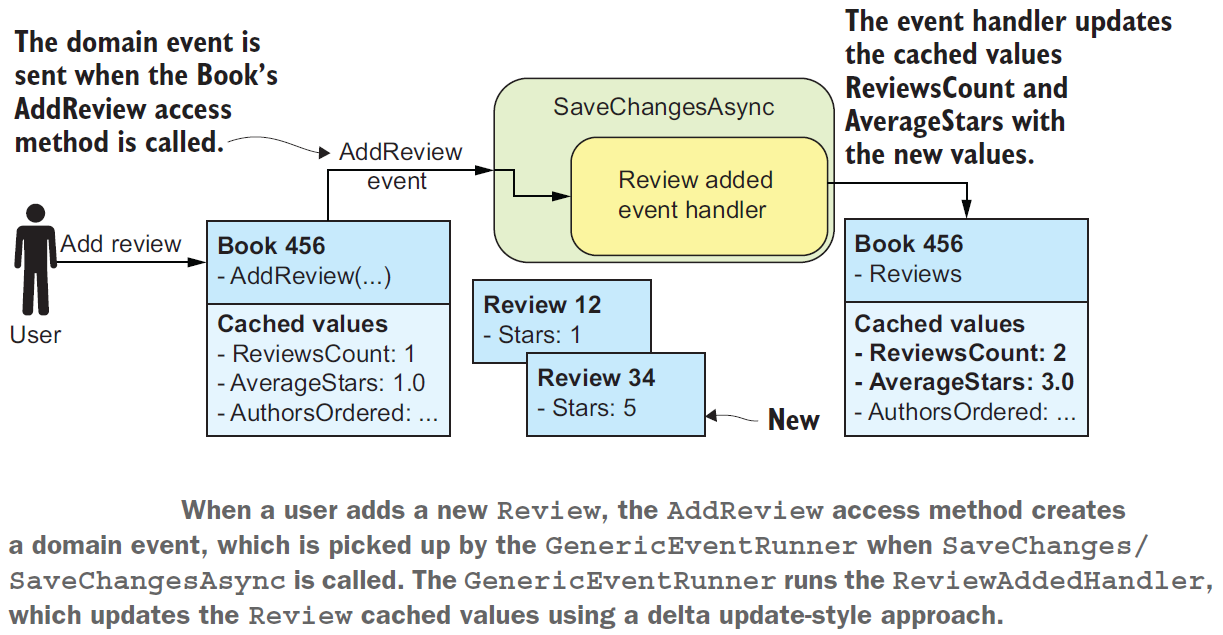 The domain event is
sent when the Book's
AddReview access
method is called.
The event handler updates
the cached values
ReviewsCount and
AverageStars with
the new values.
SaveChangesAsync
AddReview
event
Review added
event handler
User
Add review
Book 456
- AddReview(...)
Cached values
- ReviewsCount: 1
- AverageStars: 1.0
- AuthorsOrdered: ...
Review 12
- Stars: 1
Review 34
- Stars: 5
New
Book 456
- Reviews
Cached values
- ReviewsCount: 2
- AverageStars: 3.0
- AuthorsOrdered: ...
When a user adds a new Review, the AddReview access method creates
a domain event, which is picked up by the GenericEventRunner when SaveChanges/
SaveChangesAsync is called. The GenericEventRunner runs the ReviewAddedHandler,
which updates the Review cached values using a delta update-style approach.